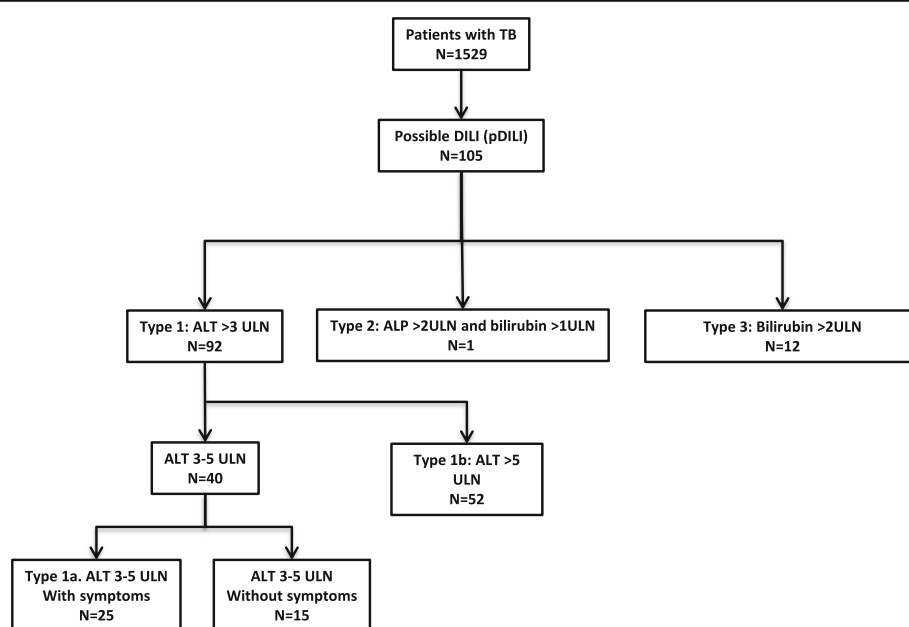 Patients with TB
N=1529
Possible DILI (pDILI)
N=105
Type 1: ALT >3 ULN
N=92
Type 2: ALP >2ULN and bilirubin >1ULN
N=1
Type 3: Bilirubin >2ULN
N=12
ALT 3-5 ULN
N=40
Type 1b: ALT >5
ULN
N=52
Type 1a. ALT 3-5 ULN
With symptoms
N=25
ALT 3-5 ULN
Without symptoms
N=15